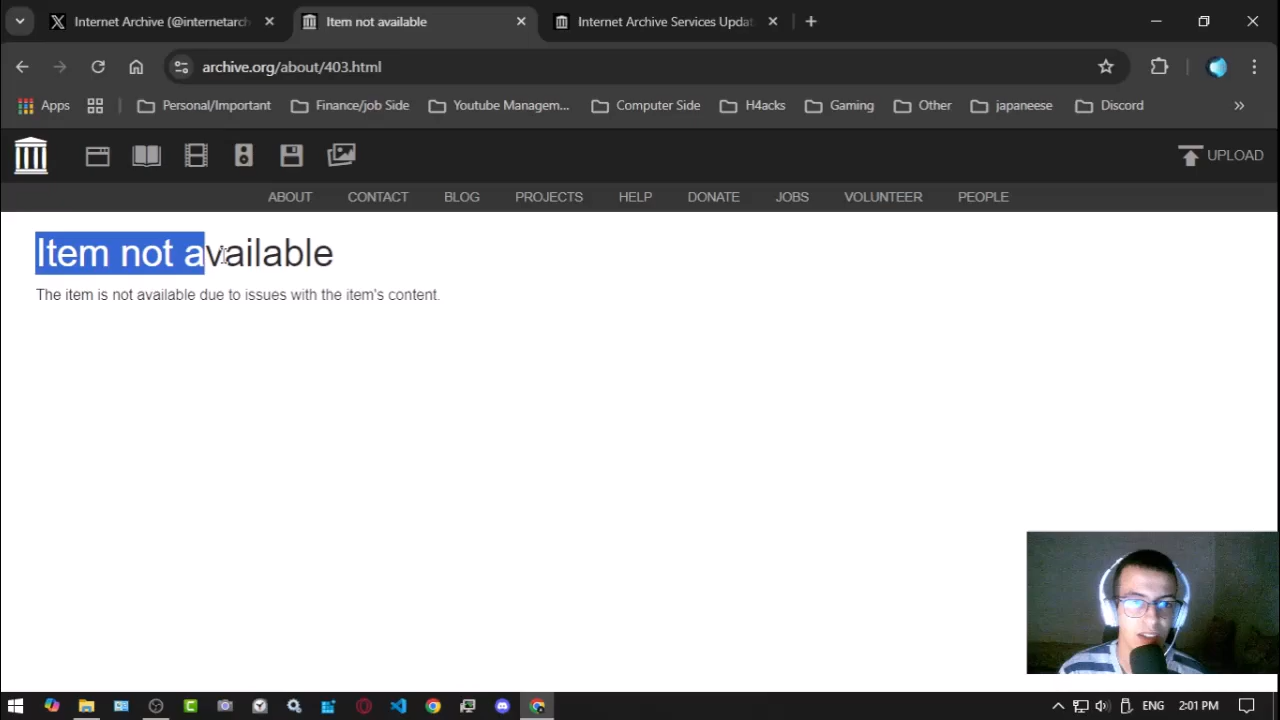 Internet Archive (@internetarch
Item not available
Internet Archive Services Updat
archive.org/about/403.html
Apps
Personal/Important
Finance/job Side
Youtube Managem...
Computer Side
H4acks
Gaming
Other
japaneese
Discord
»
UPLOAD
ABOUT
CONTACT
BLOG
PROJECTS
HELP
DONATE
JOBS
VOLUNTEER
PEOPLE
Item not available
The item is not available due to issues with the item's content.
ENG
2:01 PM